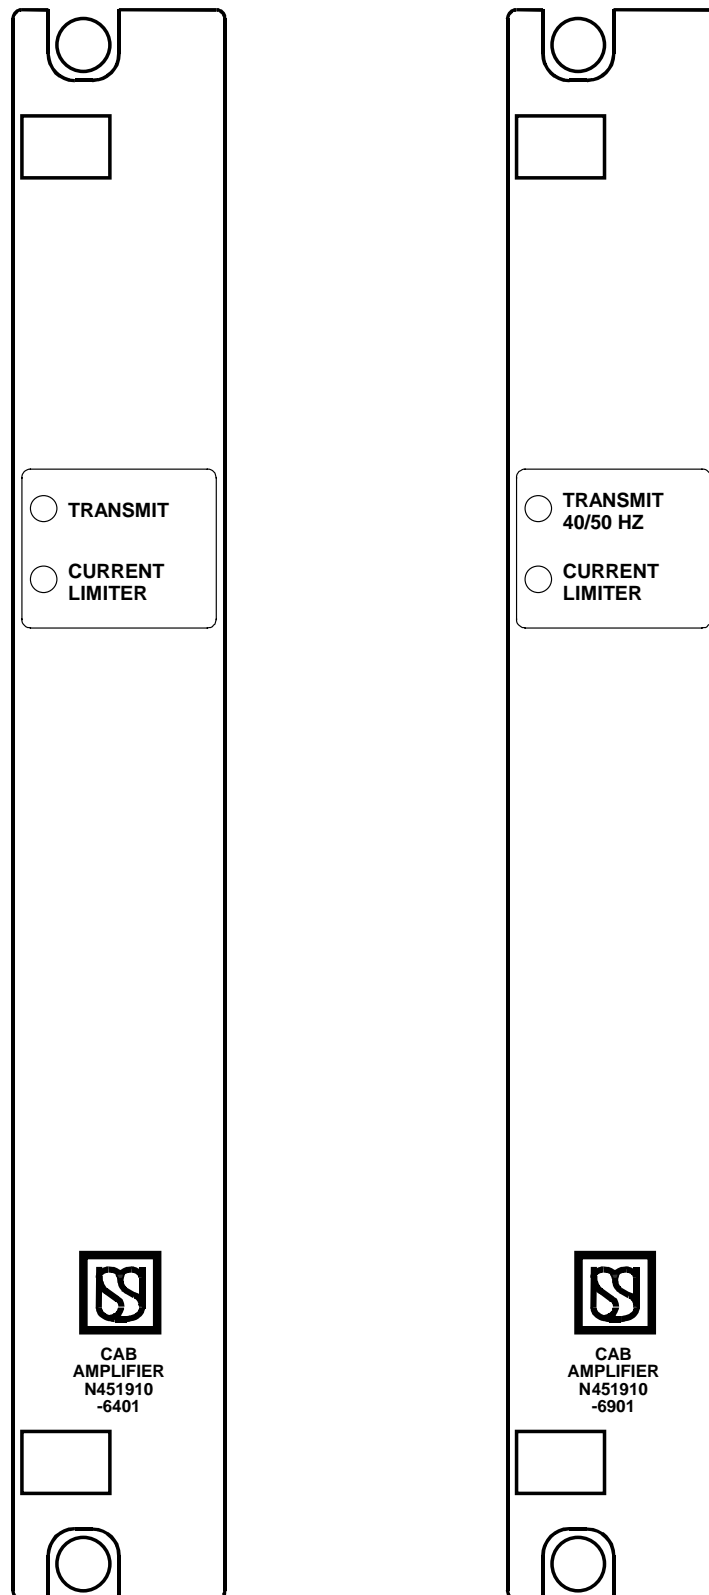 TRANSMIT
CURRENT
LIMITER
CAB
AMPLIFIER
N451910
-6401
TRANSMIT
40/50 HZ
CURRENT
LIMITER
CAB
AMPLIFIER
N451910
-6901